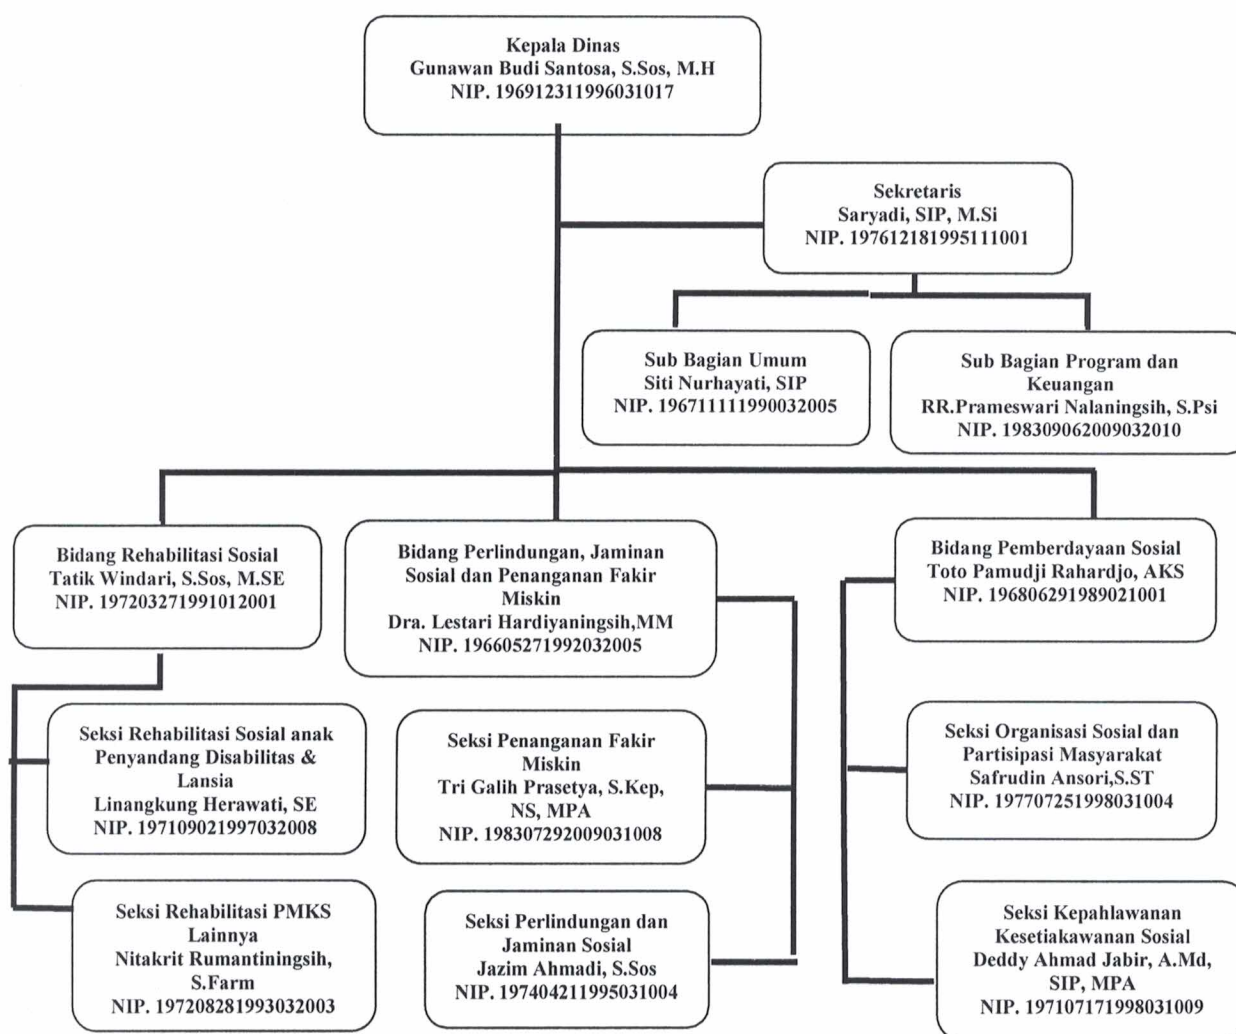 Kepala Dinas
Gunawan Budi Santosa, S.Sos, M.H
NIP. 196912311996031017
Sekretaris
Saryadi, SIP, M.Si
NIP. 197612181995111001
Sub Bagian Umum
Siti Nurhayati, SIP
NIP. 196711111990032005
Sub Bagian Program dan
Keuangan
RR.Prameswari Nalaningsih, S.Psi
NIP. 198309062009032010
Bidang Rehabilitasi Sosial
Tatik Windari, S.Sos, M.SE
NIP. 197203271991012001
Bidang Perlindungan, Jaminan
Sosial dan Penanganan Fakir
Miskin
Dra. Lestari Hardiyaningsih,MM
NIP. 196605271992032005
Bidang Pemberdayaan Sosial
Toto Pamudji Rahardjo, AKS
NIP. 196806291989021001
Seksi Rehabilitasi Sosial anak
Penyandang Disabilitas &
Lansia
Linangkung Herawati, SE
NIP. 197109021997032008
Seksi Penanganan Fakir
Miskin
Tri Galih Prasetya, S.Kep,
NS, MPA
NIP. 198307292009031008
Seksi Organisasi Sosial dan
Partisipasi Masyarakat
Safrudin Ansori,S.ST
NIP. 197707251998031004
Seksi Rehabilitasi PMKS
Lainnya
Nitakrit Rumantiningsih,
S.Farm
NIP. 197208281993032003
Seksi Perlindungan dan
Jaminan Sosial
Jazim Ahmadi, S.Sos
NIP. 197404211995031004
Seksi Kepahlawanan
Kesetiakawanan Sosial
Deddy Ahmad Jabir, A.Md,
SIP, MPA
NIP. 197107171998031009